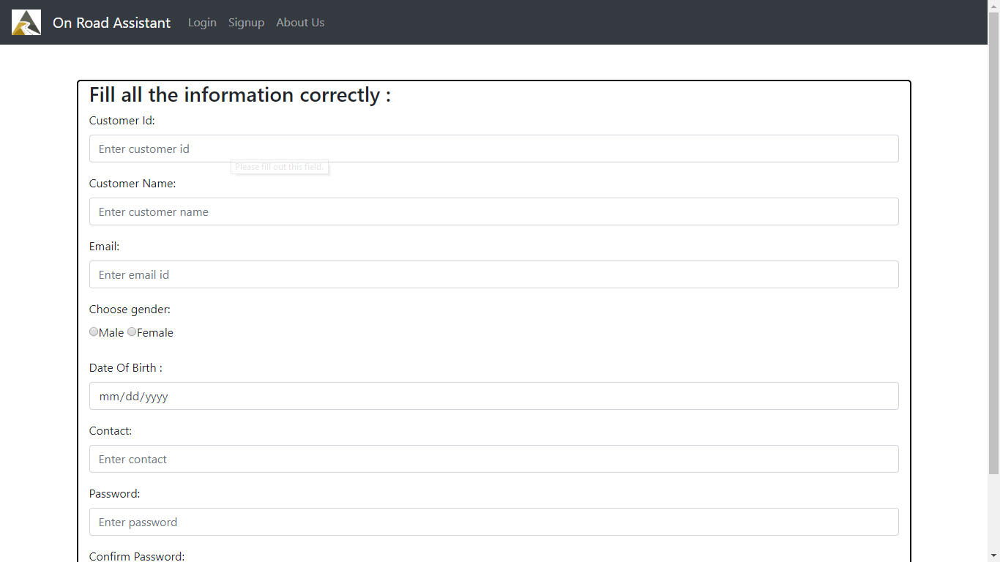 On Road Assistant Login Signup About Us
Fill all the information correctly :
Customer Id:
Enter customer id
Please fill out this field.
Customer Name:
Enter customer name
Email:
Enter email id
Choose gender:
Male Female
Date Of Birth :
mm/dd/yyyy
Contact:
Enter contact
Password:
Enter password
Confirm Password: